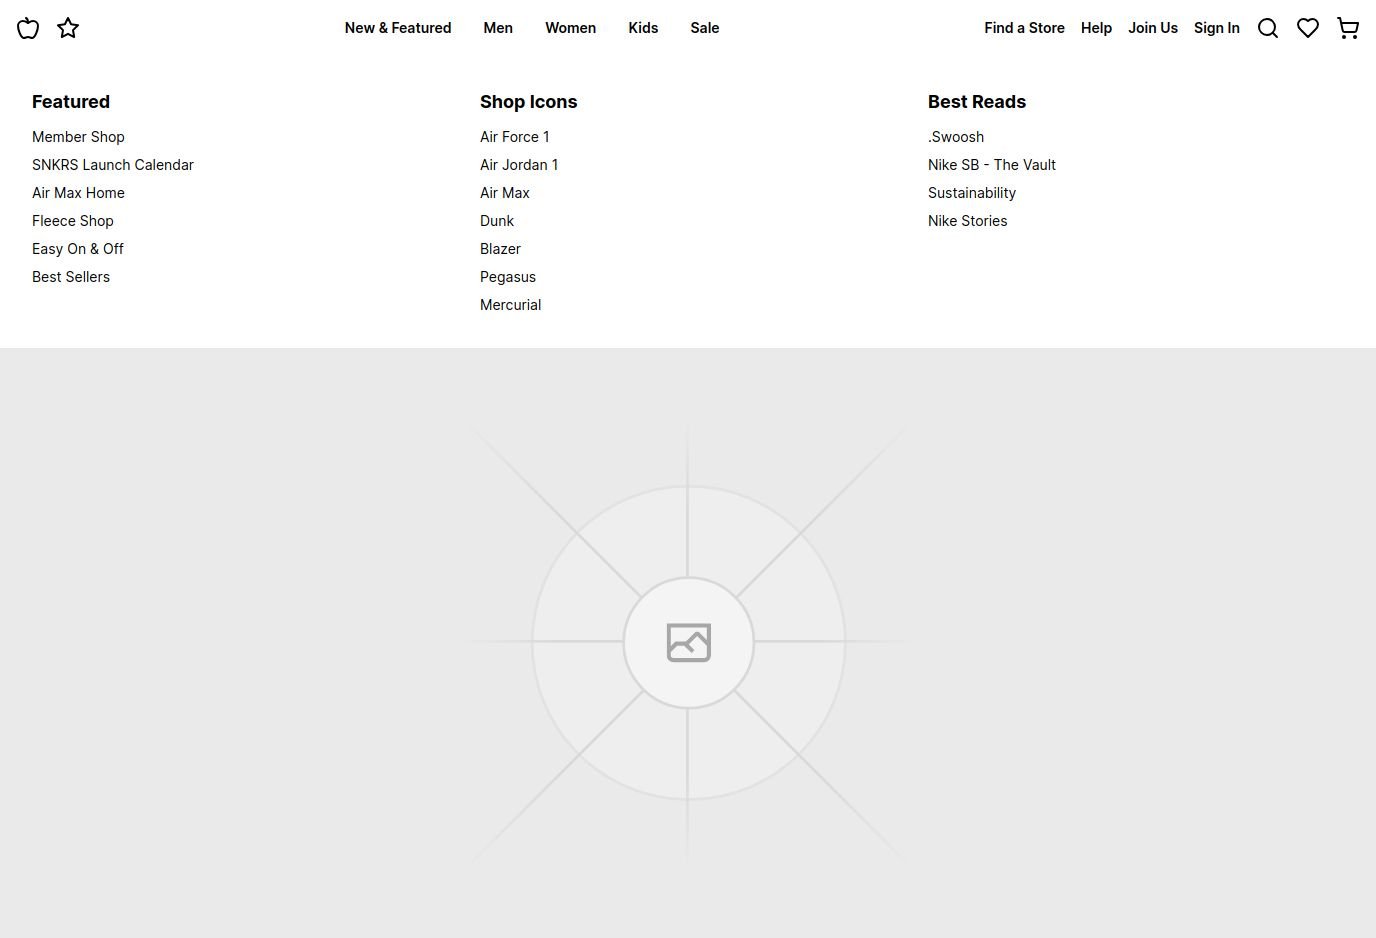 New & Featured Men Women Kids Sale Find a Store Help Join Us Sign In
Featured
Member Shop
SNKRS Launch Calendar
Air Max Home
Fleece Shop
Easy On & Off
Best Sellers
Shop Icons
Air Force 1
Air Jordan 1
Air Max
Dunk
Blazer
Pegasus
Mercurial
Best Reads
.Swoosh
Nike SB - The Vault
Sustainability
Nike Stories